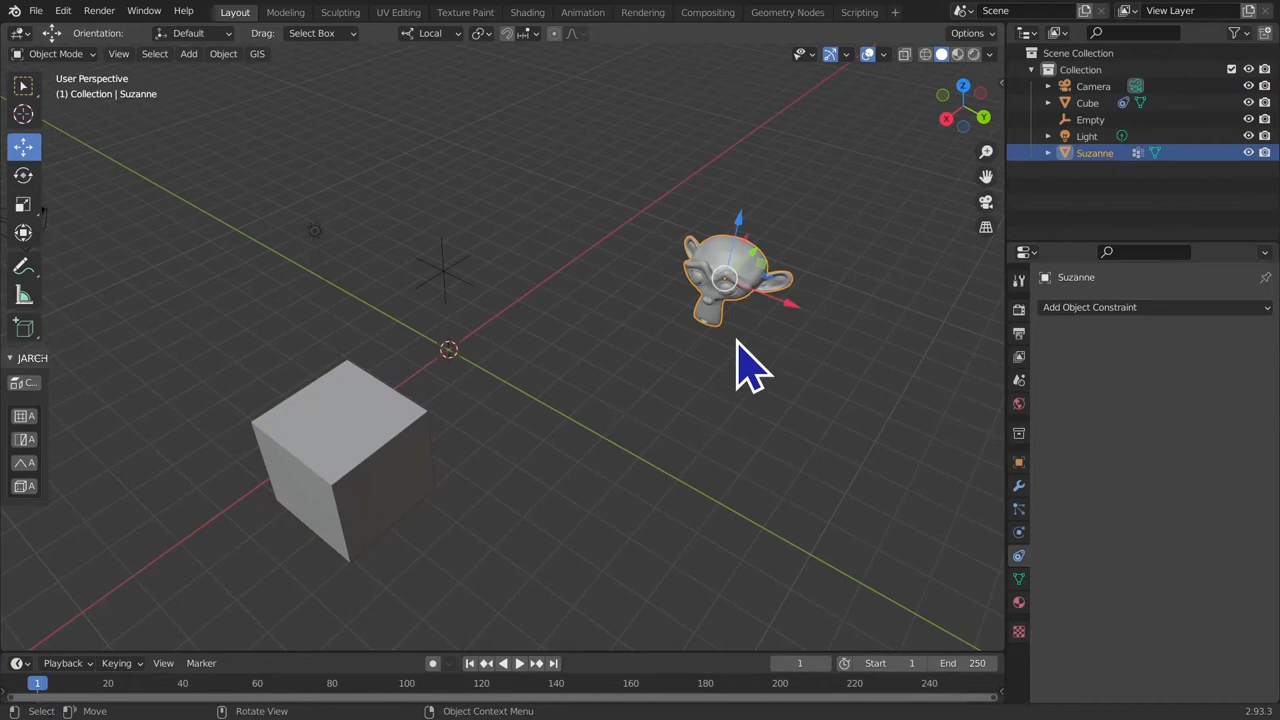 File Edit Render Window Help Layout Modeling Sculpting UV Editing Texture Paint Shading Animation Rendering Compositing Geometry Nodes Scripting + Scene View Layer
Orientation: Default Drag: Select Box Local Options
Object Mode View Select Add Object GIS
User Perspective
(1) Collection | Suzanne
Z
X
Y
JARCH
C...
A
A
A
A
Scene Collection
Collection
Camera
Cube
Empty
Light
Suzanne
Suzanne
Add Object Constraint
Playback Keying View Marker 1 Start 1 End 250
1 20 40 60 80 100 120 140 160 180 200 220 240
Select Move Rotate View Object Context Menu 2.93.3